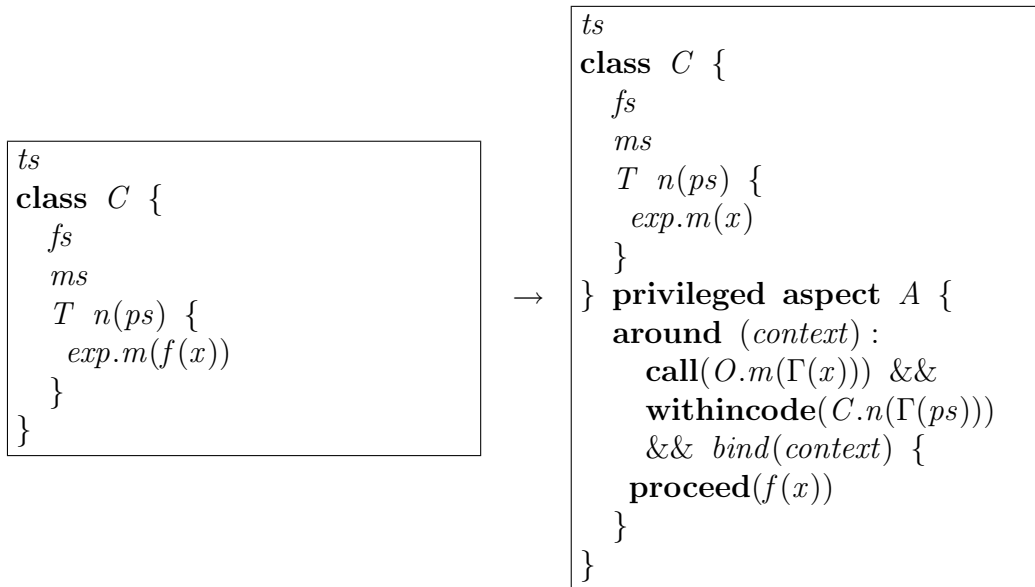 ts
class C {
fs
ms
T n(ps) {
exp.m(f(x))
}
}
→
ts
class C {
fs
ms
T n(ps) {
exp.m(x)
}
} privileged aspect A {
around (context) :
call(O.m(Γ(x))) &&
withincode(C.n(Γ(ps)))
&& bind(context) {
proceed(f(x))
}
}